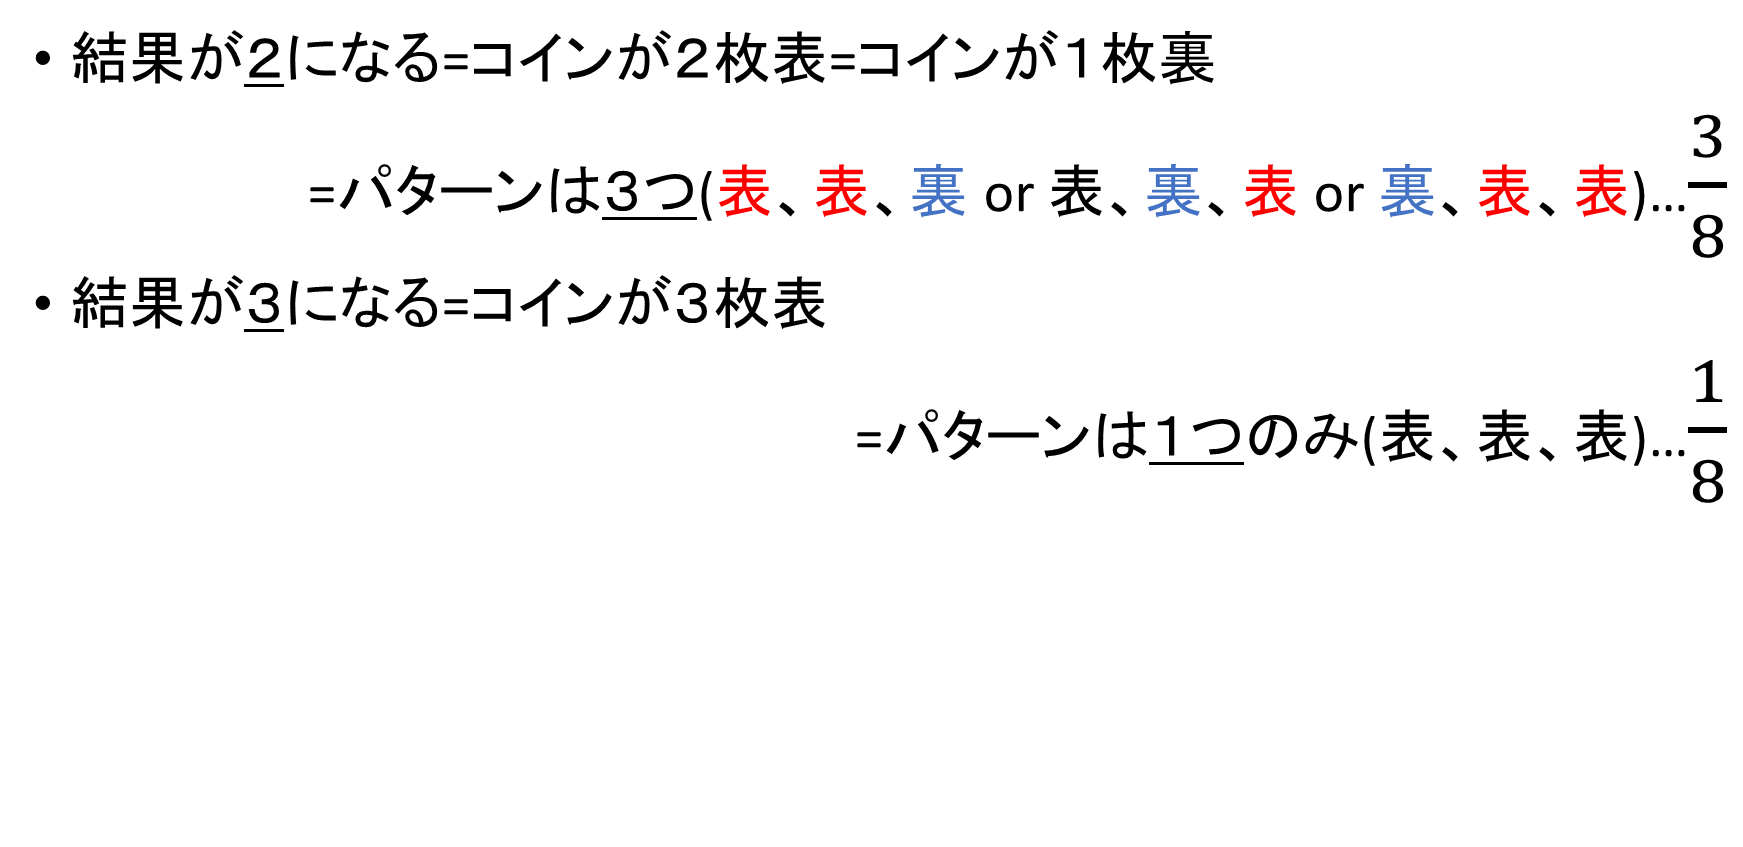 • 結果が２になる=コインが２枚表=コインが１枚裏
=パターンは３つ(表、表、裏 or 表、裏、表 or 裏、表、表)…3/8
• 結果が３になる=コインが３枚表
=パターンは１つのみ(表、表、表)…1/8